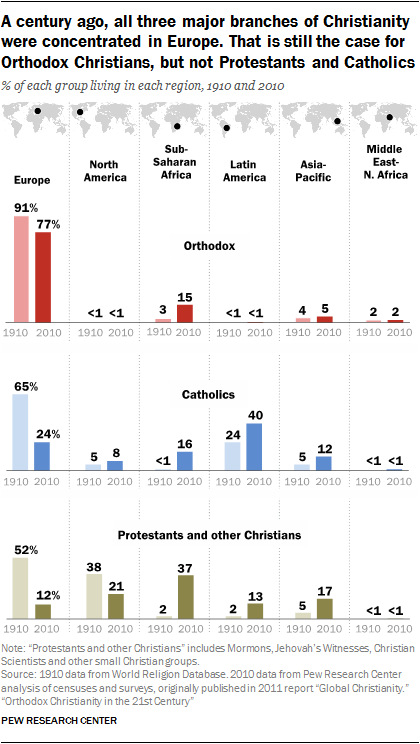 A century ago, all three major branches of Christianity
were concentrated in Europe. That is still the case for
Orthodox Christians, but not Protestants and Catholics
% of each group living in each region, 1910 and 2010
Europe
North
America
Sub-
Saharan
Africa
Latin
America
Asia-
Pacific
Middle
East-
N. Africa
Orthodox
91% 77% <1 <1 3 15 <1 <1 4 5 2 2
1910 2010 1910 2010 1910 2010 1910 2010 1910 2010 1910 2010
Catholics
65% 24% 5 8 <1 16 24 40 5 12 <1 <1
1910 2010 1910 2010 1910 2010 1910 2010 1910 2010 1910 2010
Protestants and other Christians
52% 12% 38 21 2 37 2 13 5 17 <1 <1
1910 2010 1910 2010 1910 2010 1910 2010 1910 2010 1910 2010
Note: “Protestants and other Christians” includes Mormons, Jehovah’s Witnesses, Christian
Scientists and other small Christian groups.
Source: 1910 data from World Religion Database. 2010 data from Pew Research Center
analysis of censuses and surveys, originally published in 2011 report “Global Christianity.”
“Orthodox Christianity in the 21st Century”
PEW RESEARCH CENTER